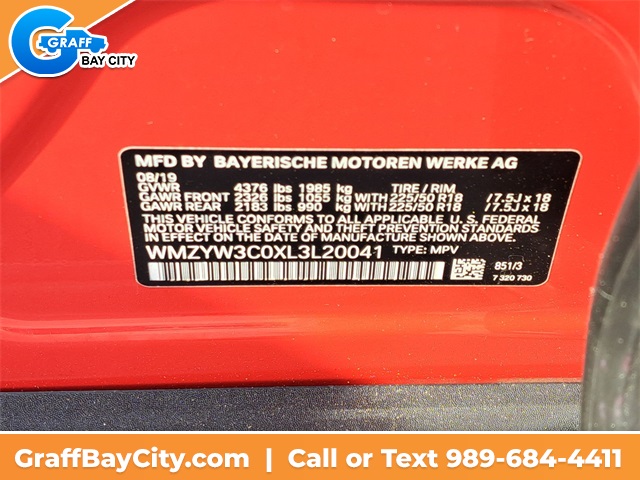 GRAFF
BAY CITY
MFD BY BAYERISCHE MOTOREN WERKE AG
08/19
GVWR 4376 lbs 1985 kg TIRE / RIM
GAWR FRONT 2326 lbs 1055 kg WITH 225/50 R18 /7.5J x 18
GAWR REAR 2183 lbs 990 kg WITH 225/50 R18 /7.5J x 18
THIS VEHICLE CONFORMS TO ALL APPLICABLE U. S. FEDERAL
MOTOR VEHICLE SAFETY AND THEFT PREVENTION STANDARDS
IN EFFECT ON THE DATE OF MANUFACTURE SHOWN ABOVE.
WMZYW3C0XL3L20041 TYPE: MPV
851/3
7 320 730
GraffBayCity.com | Call or Text 989-684-4411